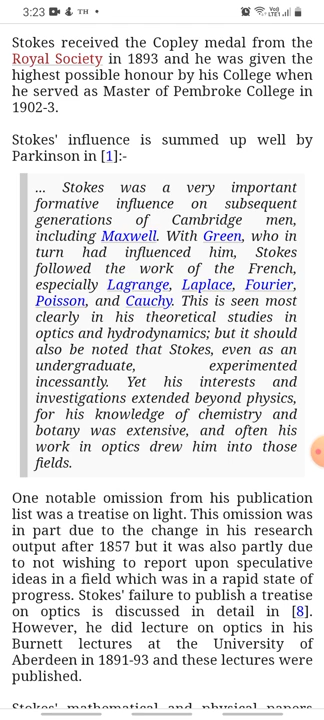 3:23 TH •
Stokes received the Copley medal from the
Royal Society in 1893 and he was given the
highest possible honour by his College when
he served as Master of Pembroke College in
1902-3.
Stokes' influence is summed up well by
Parkinson in [1]:-
... Stokes was a very important
formative influence on subsequent
generations of Cambridge men,
including Maxwell. With Green, who in
turn had influenced him, Stokes
followed the work of the French,
especially Lagrange, Laplace, Fourier,
Poisson, and Cauchy. This is seen most
clearly in his theoretical studies in
optics and hydrodynamics; but it should
also be noted that Stokes, even as an
undergraduate, experimented
incessantly. Yet his interests and
investigations extended beyond physics,
for his knowledge of chemistry and
botany was extensive, and often his
work in optics drew him into those
fields.
One notable omission from his publication
list was a treatise on light. This omission was
in part due to the change in his research
output after 1857 but it was also partly due
to not wishing to report upon speculative
ideas in a field which was in a rapid state of
progress. Stokes' failure to publish a treatise
on optics is discussed in detail in [8].
However, he did lecture on optics in his
Burnett lectures at the University of
Aberdeen in 1891-93 and these lectures were
published.
Stokes' mathematical and physical papers